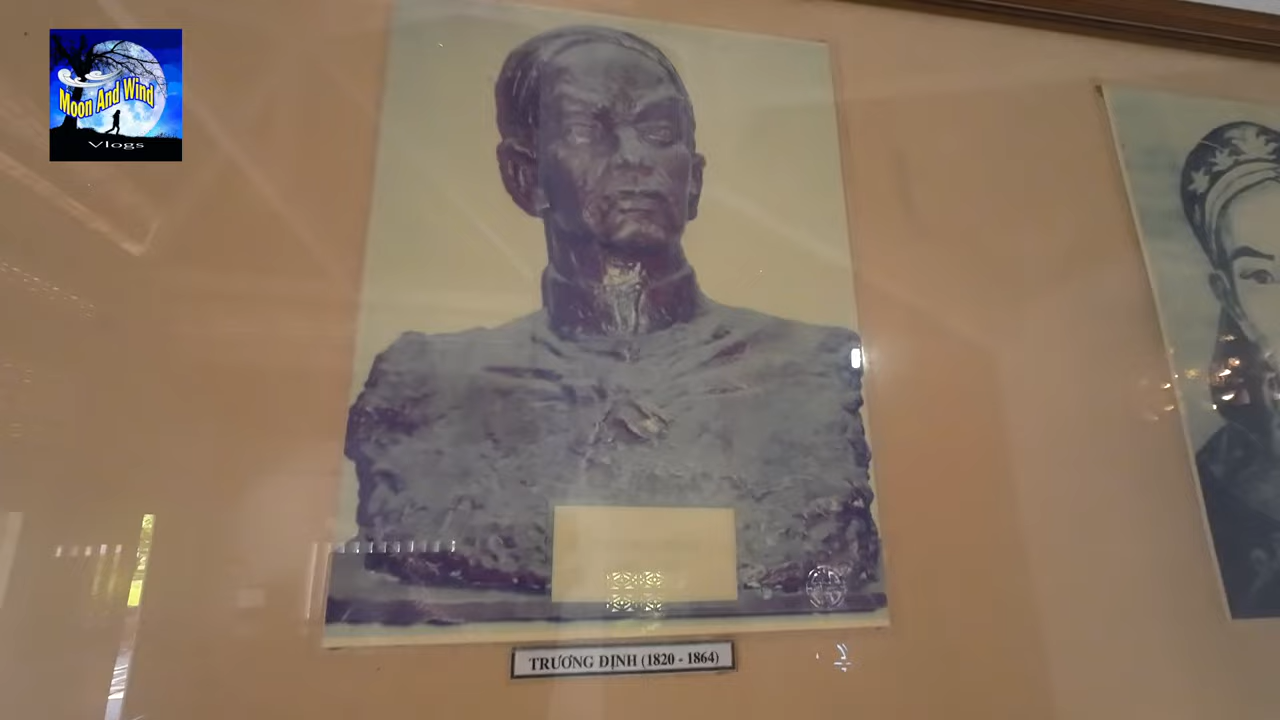 Moon And Wind
Vlogs
TRƯƠNG ĐỊNH (1820 - 1864)